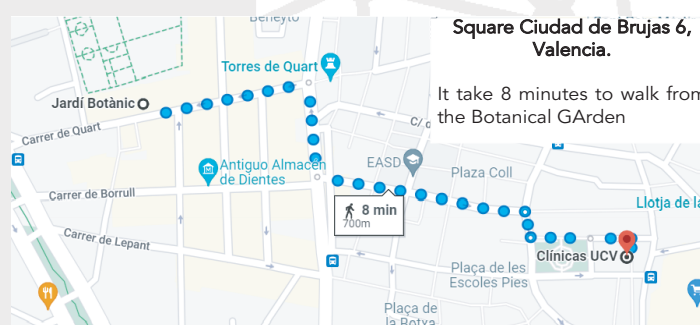 Beneyto
Square Ciudad de Brujas 6,
Valencia.
It take 8 minutes to walk from
the Botanical GArden
Torres de Quart
Jardí Botànic
Carrer de Quart
C/
EASD
Plaza Coll
Antiguo Almacén
de Dientes
Carrer de Borrull
Llotja de la
8 min
700m
Carrer de Lepant
Clínicas UCV
Plaça de les
Escoles Pies
Plaça de
la Botxa